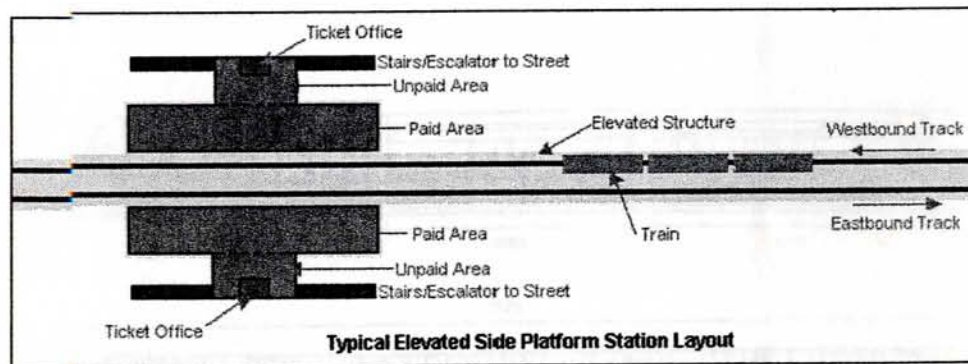 Ticket Office
Stairs/Escalator to Street
Unpaid Area
Paid Area
Elevated Structure
Westbound Track
Paid Area
Train
Eastbound Track
Unpaid Area
Stairs/Escalator to Street
Ticket Office
Typical Elevated Side Platform Station Layout